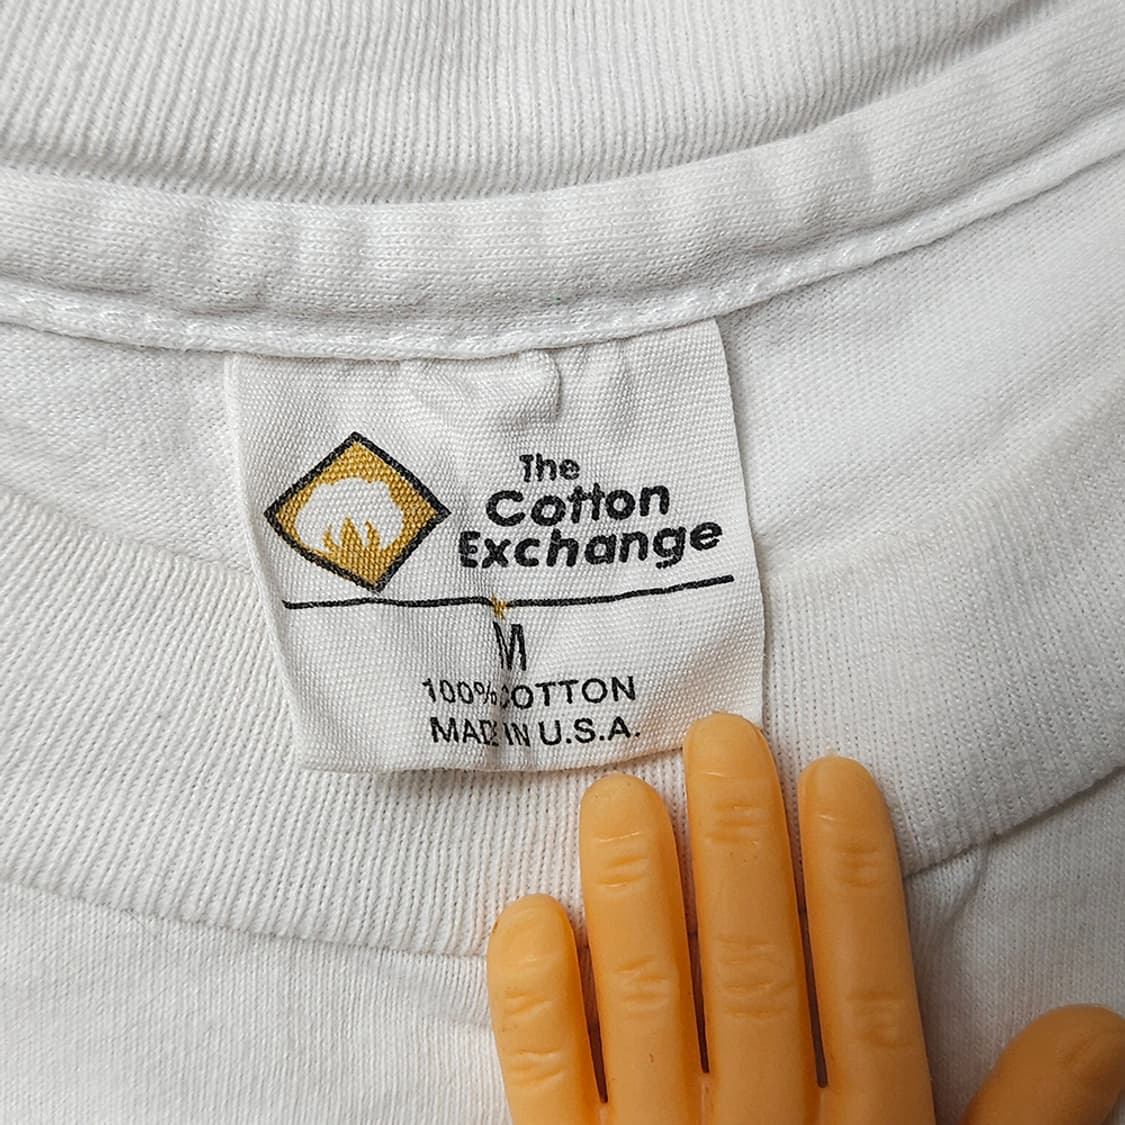 The
Cotton
Exchange
M
100% COTTON
MADE IN U.S.A.